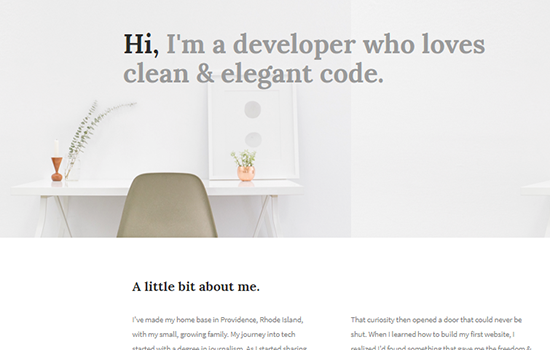 Hi, I'm a developer who loves
clean & elegant code.
A little bit about me.
I've made my home base in Providence, Rhode Island,
with my small, growing family. My journey into tech
started with a degree in journalism. As I started sharing
That curiosity then opened a door that could never be
shut. When I learned how to build my first website, I
realized I'd found something that gave me the freedom &